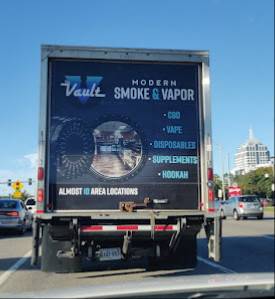 Vault
MODERN
SMOKE & VAPOR
• CBD
• VAPE
• DISPOSABLES
• SUPPLEMENTS
• HOOKAH
ALMOST 10 AREA LOCATIONS